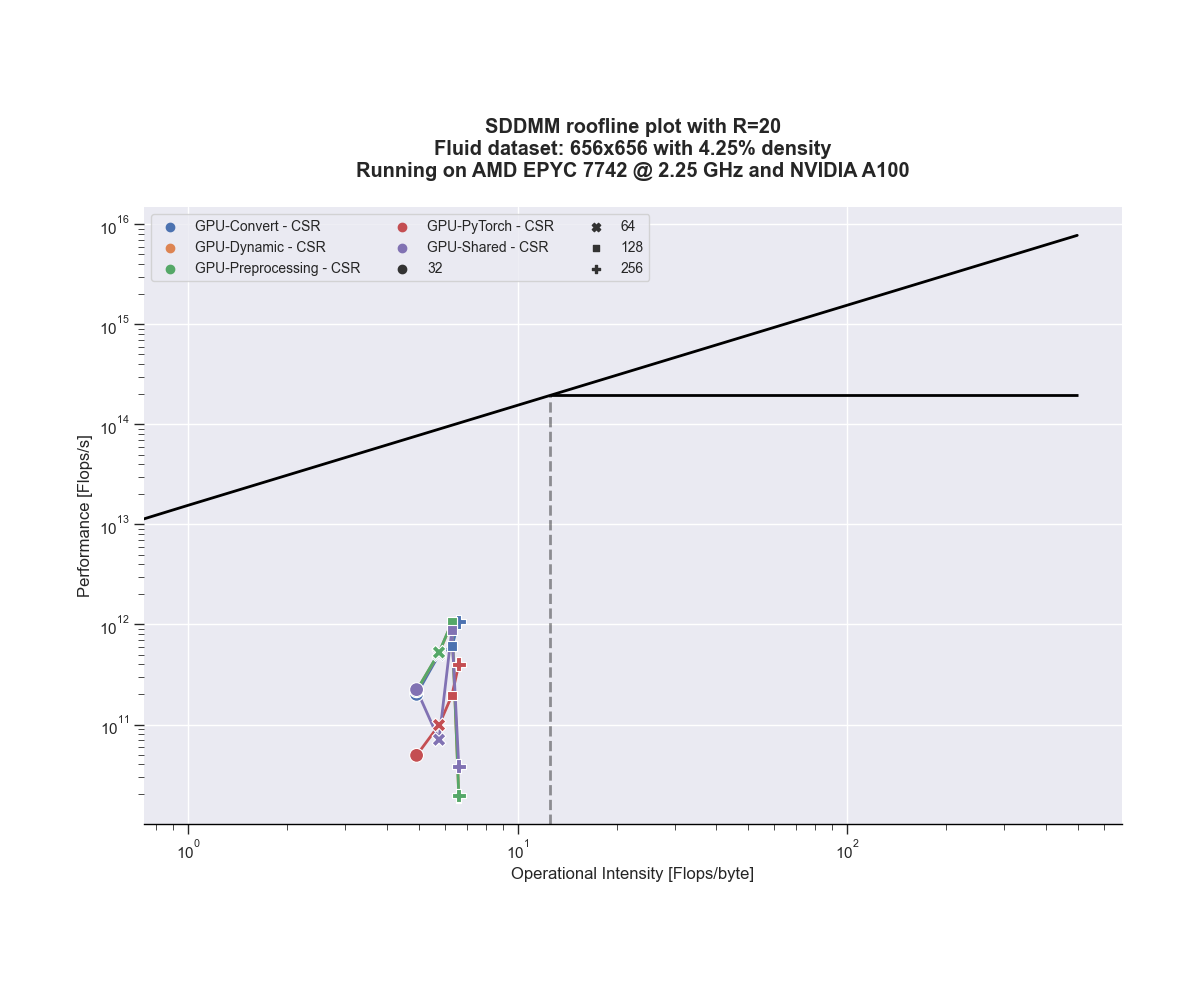 SDDMM roofline plot with R=20
Fluid dataset: 656x656 with 4.25% density
Running on AMD EPYC 7742 @ 2.25 GHz and NVIDIA A100
GPU-Convert - CSR
GPU-Dynamic - CSR
GPU-Preprocessing - CSR
GPU-PyTorch - CSR
GPU-Shared - CSR
32
64
128
256
Performance [Flops/s]
10^16
10^15
10^14
10^13
10^12
10^11
10^0
10^1
10^2
Operational Intensity [Flops/byte]